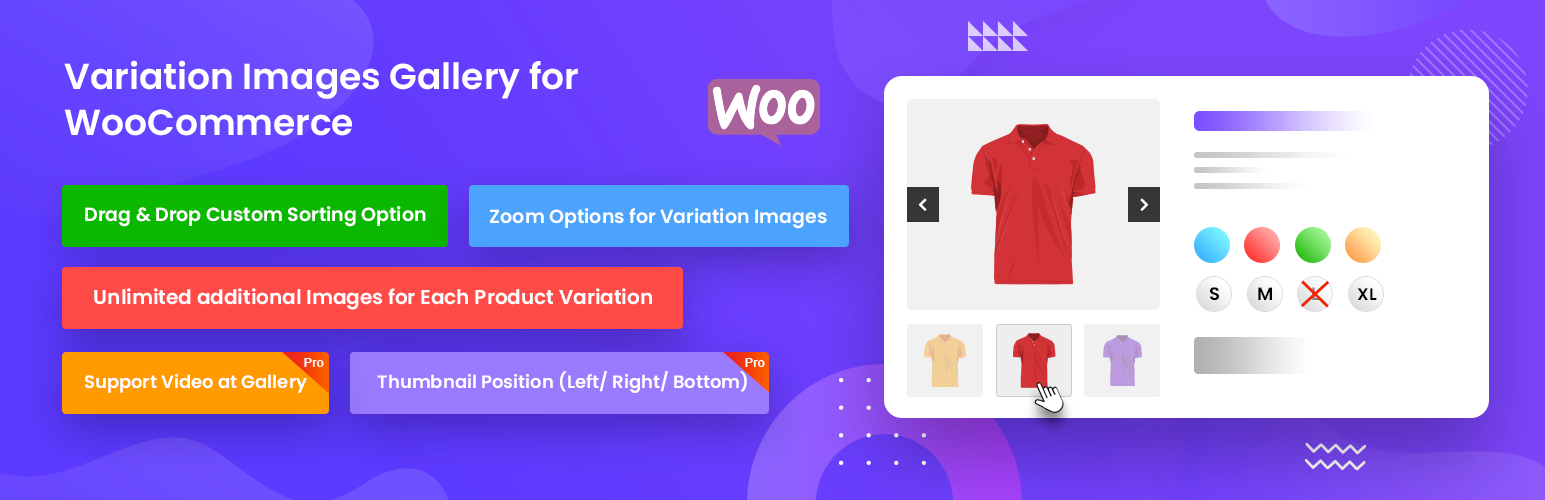 Variation Images Gallery for
WooCommerce
Woo
Drag & Drop Custom Sorting Option
Zoom Options for Variation Images
Unlimited additional Images for Each Product Variation
Pro
Support Video at Gallery
Pro
Thumbnail Position (Left/ Right/ Bottom)
S M L XL